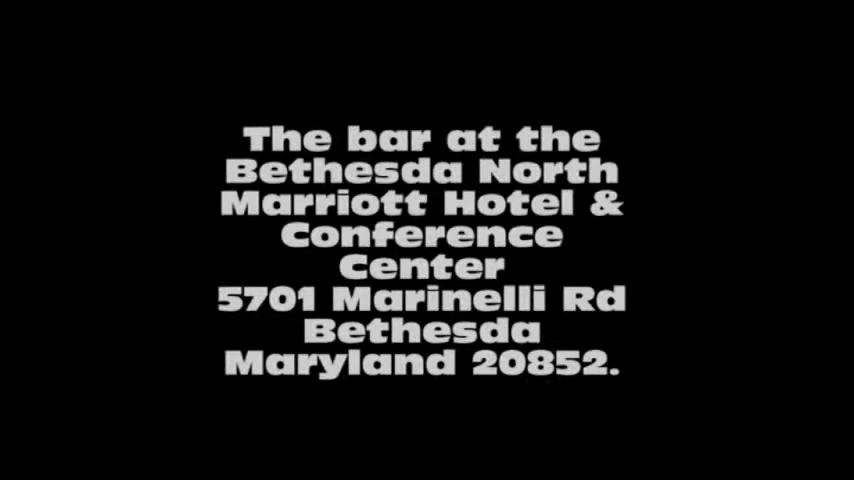 The bar at the
Bethesda North
Marriott Hotel &
Conference
Center
5701 Marinelli Rd
Bethesda
Maryland 20852.